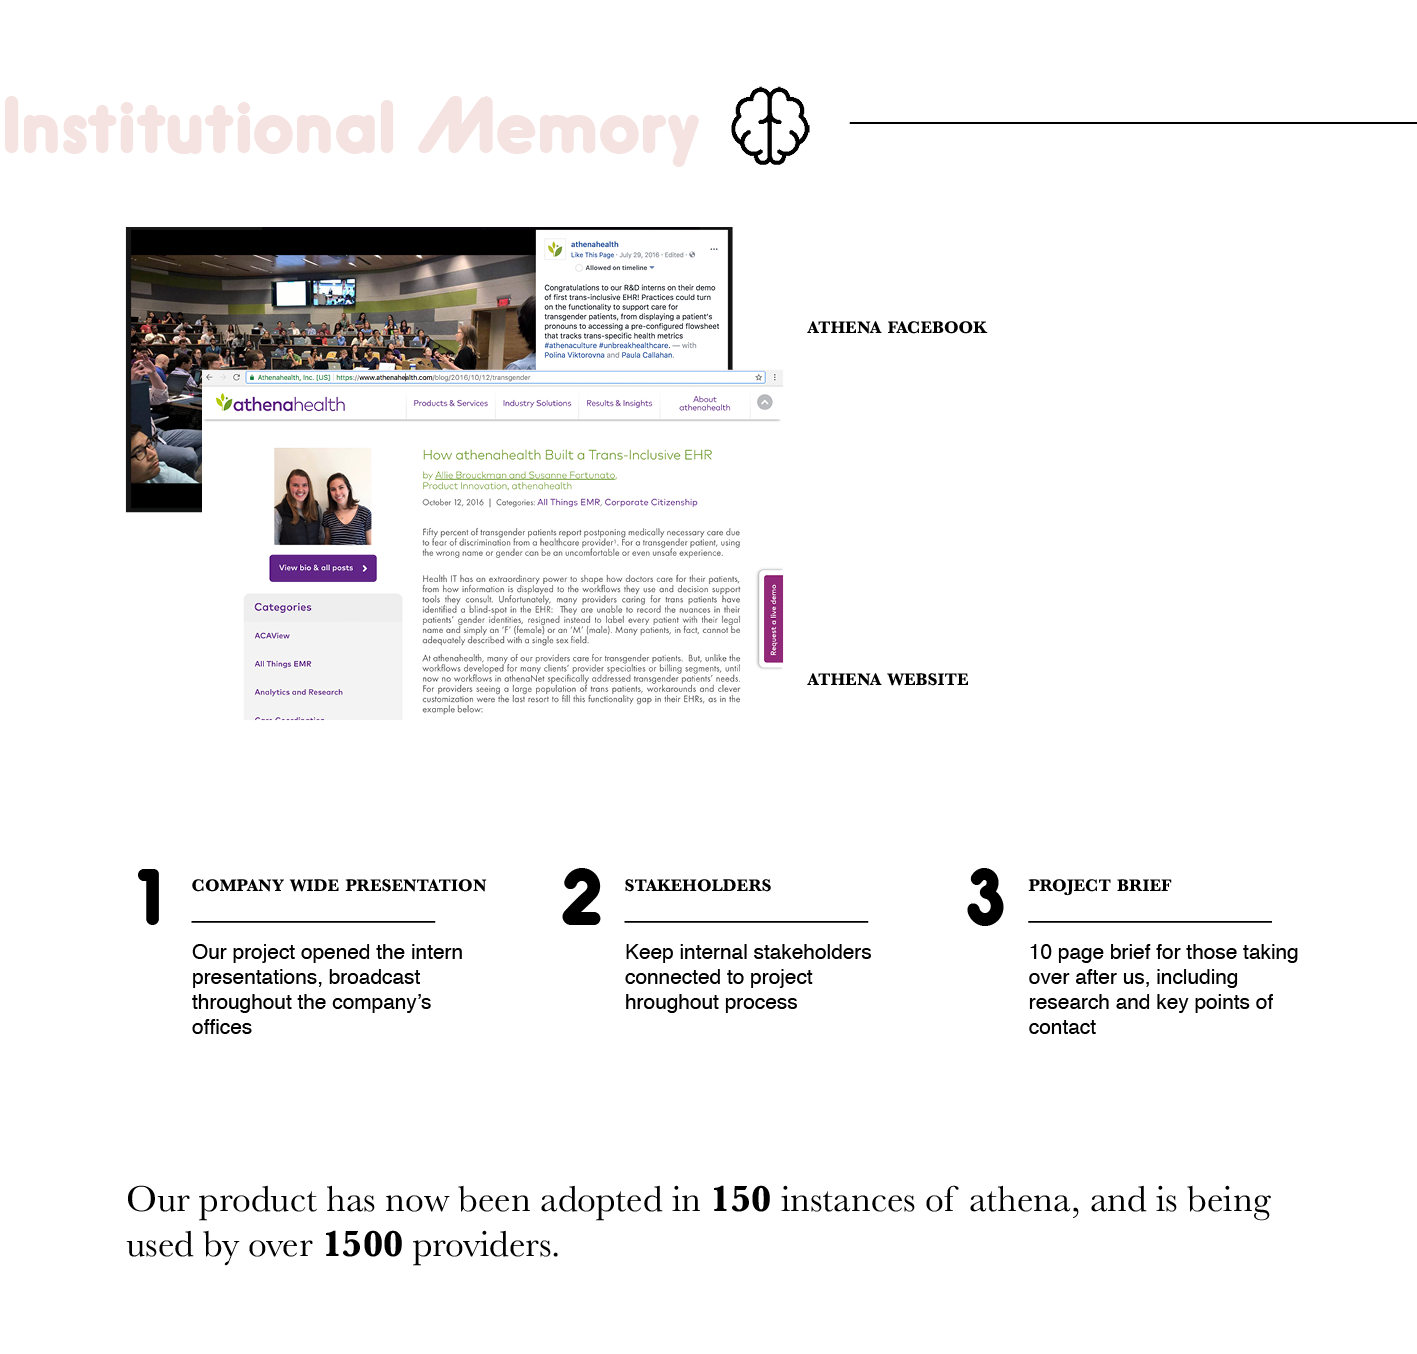 Institutional Memory
athenahealth
Like This Page · July 29, 2016 · Edited ·
Allowed on timeline
Congratulations to our R&D interns on their demo
of first trans-inclusive EHR! Practices could turn
on the functionality to support care for
transgender patients, from displaying a patient's
pronouns to accessing a pre-configured flowsheet
that tracks trans-specific health metrics
#athenaculture #unbreakhealthcare. — with
Polina Viktorovna and Paula Callahan.
ATHENA FACEBOOK
Athenahealth, Inc. [US] https://www.athenahealth.com/blog/2016/10/12/transgender
athenahealth
Products & Services
Industry Solutions
Results & Insights
About
athenahealth
How athenahealth Built a Trans-Inclusive EHR
by Allie Brouckman and Susanne Fortunato,
Product Innovation, athenahealth
October 12, 2016 | Categories: All Things EMR, Corporate Citizenship
Fifty percent of transgender patients report postponing medically necessary care due
to fear of discrimination from a healthcare provider¹. For a transgender patient, using
the wrong name or gender can be an uncomfortable or even unsafe experience.
Health IT has an extraordinary power to shape how doctors care for their patients,
from how information is displayed to the workflows they use and decision support
tools they consult. Unfortunately, many providers caring for trans patients have
identified a blind-spot in the EHR: They are unable to record the nuances in their
patients' gender identities, resigned instead to label every patient with their legal
name and simply an 'F' (female) or an 'M' (male). Many patients, in fact, cannot be
adequately described with a single sex field.
At athenahealth, many of our providers care for transgender patients. But, unlike the
workflows developed for many clients' provider specialties or billing segments, until
now no workflows in athenaNet specifically addressed transgender patients' needs.
For providers seeing a large population of trans patients, workarounds and clever
customization were the last resort to fill this functionality gap in their EHRs, as in the
example below:
View bio & all posts
Categories
ACAView
All Things EMR
Analytics and Research
Care Coordination
Request a live demo
ATHENA WEBSITE
1
COMPANY WIDE PRESENTATION
Our project opened the intern
presentations, broadcast
throughout the company's
offices
2
STAKEHOLDERS
Keep internal stakeholders
connected to project
hroughout process
3
PROJECT BRIEF
10 page brief for those taking
over after us, including
research and key points of
contact
Our product has now been adopted in 150 instances of athena, and is being
used by over 1500 providers.